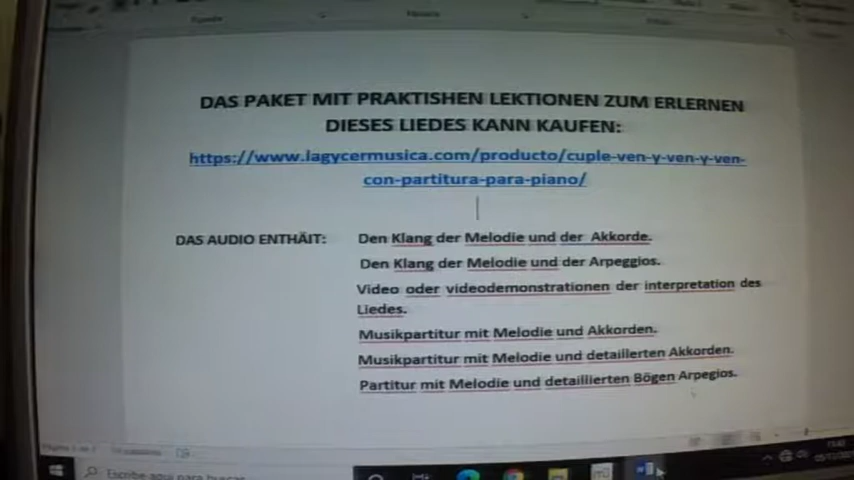 DAS PAKET MIT PRAKTISHEN LEKTIONEN ZUM ERLERNEN
DIESES LIEDES KANN KAUFEN:
https://www.lagycermusica.com/producto/cuple-ven-y-ven-y-ven-
con-partitura-para-piano/
DAS AUDIO ENTHÄIT: Den Klang der Melodie und der Akkorde.
Den Klang der Melodie und der Arpeggios.
Video oder videodemonstrationen der interpretation des
Liedes.
Musikpartitur mit Melodie und Akkorden.
Musikpartitur mit Melodie und detaillerten Akkorden.
Partitur mit Melodie und detaillierten Bögen Arpegios.
Escribe aquí para buscar